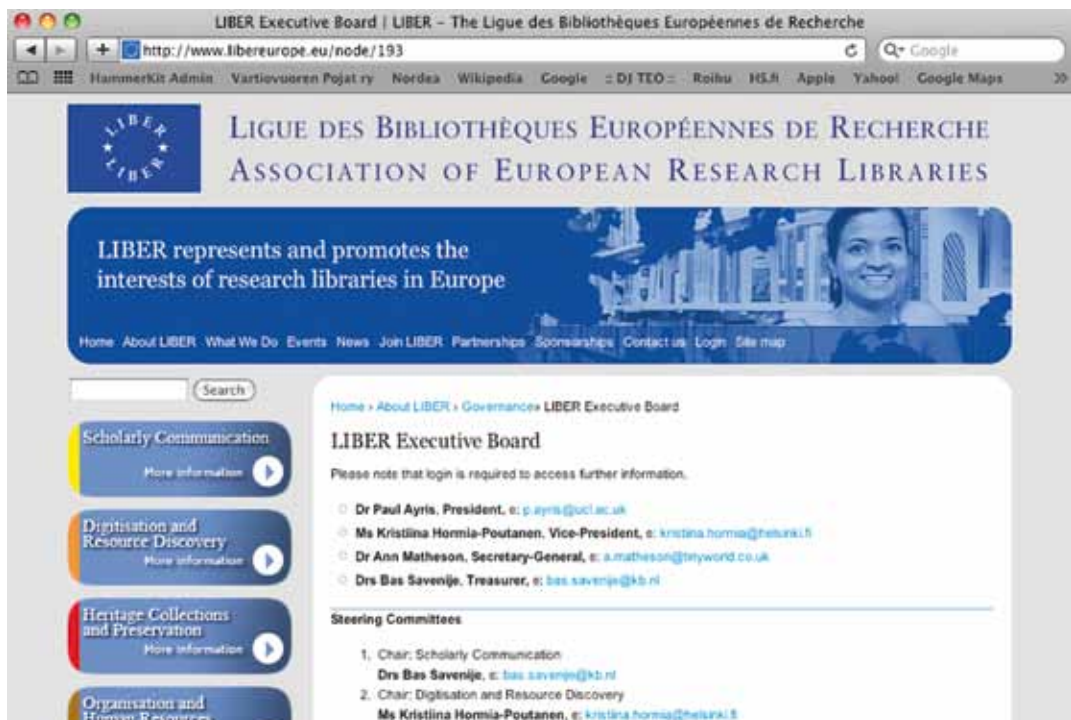 LIBER Executive Board | LIBER – The Ligue des Bibliothèques Européennes de Recherche
http://www.libereurope.eu/node/193
Google
HammerKit Admin Vartiovuoren Pojat ry Nordea Wikipedia Google :: DJ TEO :: Roihu HS.fi Apple Yahoo! Google Maps
LIBER
LIBER
LIGUE DES BIBLIOTHÈQUES EUROPÉENNES DE RECHERCHE
ASSOCIATION OF EUROPEAN RESEARCH LIBRARIES
LIBER represents and promotes the
interests of research libraries in Europe
Home About LIBER What We Do Events News Join LIBER Partnerships Sponsorships Contact us Login Site map
Search
Scholarly Communication
More information
Digitisation and
Resource Discovery
More information
Heritage Collections
and Preservation
More information
Organisation and
Human Resources
Home › About LIBER › Governance» LIBER Executive Board
LIBER Executive Board
Please note that login is required to access further information.
Dr Paul Ayris, President, e: p.ayris@ucl.ac.uk
Ms Kristiina Hormia-Poutanen, Vice-President, e: kristina.hormia@helsinki.fi
Dr Ann Matheson, Secretary-General, e: a.matheson@tinyworld.co.uk
Drs Bas Savenije, Treasurer, e: bas.savenije@kb.nl
Steering Committees
1. Chair: Scholarly Communication
Drs Bas Savenije, e: bas.savenije@kb.nl
2. Chair: Digitisation and Resource Discovery
Ms Kristiina Hormia-Poutanen, e: kristina.hormia@helsinki.fi